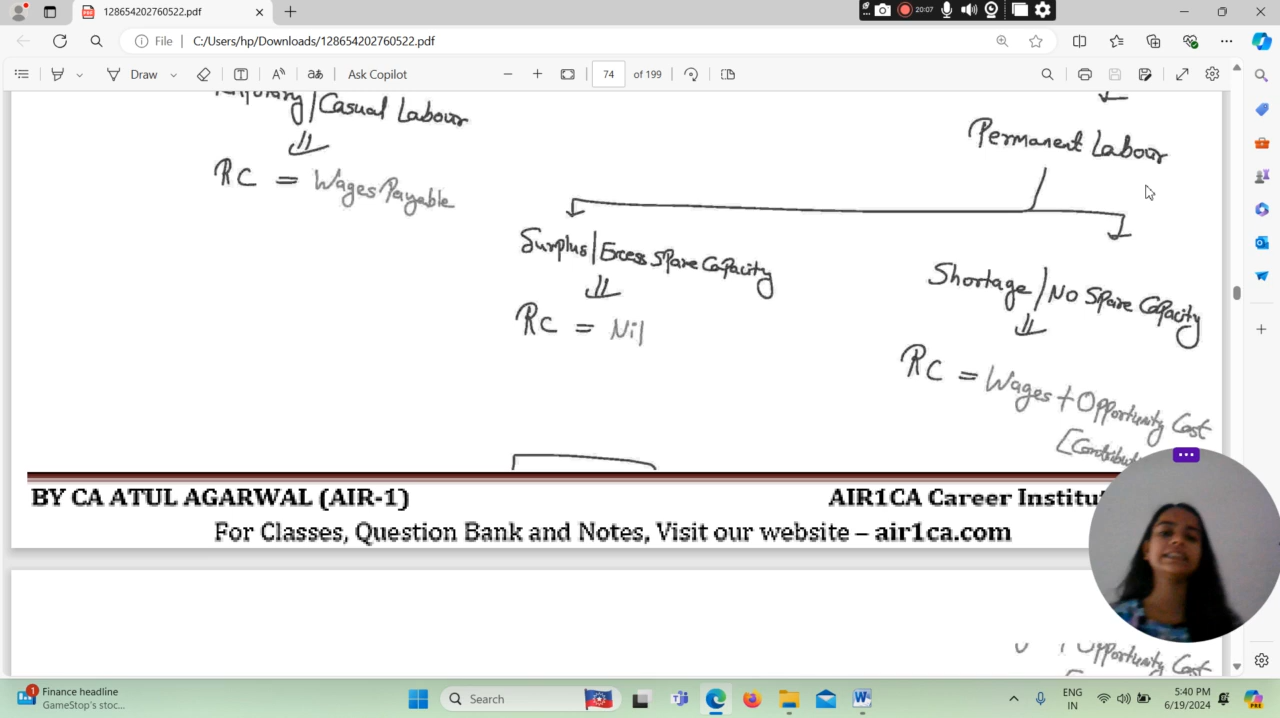 128654202760522.pdf
20:07
File
C:/Users/hp/Downloads/128654202760522.pdf
Draw
Ask Copilot
74 of 199
/Casual Labour
RC = Wages Payable
Permanent Labour
Surplus/Excess Spare Capacity
RC = Nil
Shortage/No Spare Capacity
RC = Wages + Opportunity Cost
BY CA ATUL AGARWAL (AIR-1)
AIR1CA Career Institu
For Classes, Question Bank and Notes, Visit our website – air1ca.com
Opportunity Cost
1
Finance headline
GameStop's stoc...
Search
ENG
IN
5:40 PM
6/19/2024